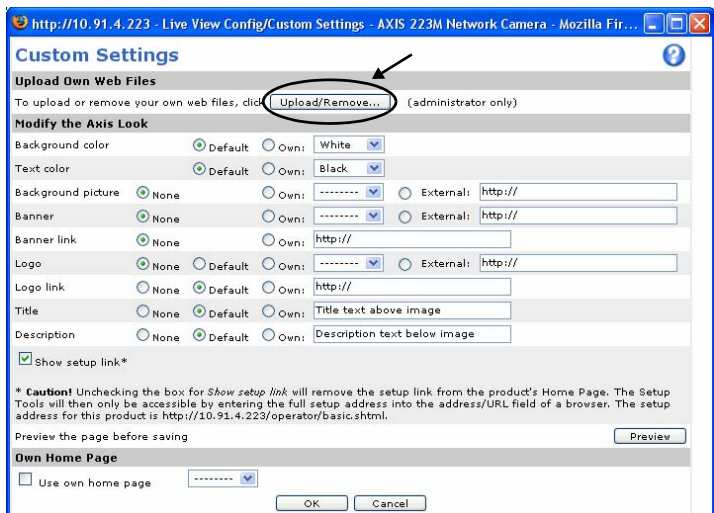 http://10.91.4.223 - Live View Config/Custom Settings - AXIS 223M Network Camera - Mozilla Fir...
Custom Settings
?
Upload Own Web Files
To upload or remove your own web files, click Upload/Remove... (administrator only)
Modify the Axis Look
Background color Default Own: White
Text color Default Own: Black
Background picture None Own: -------- External: http://
Banner None Own: -------- External: http://
Banner link None Own: http://
Logo None Default Own: -------- External: http://
Logo link None Default Own: http://
Title None Default Own: Title text above image
Description None Default Own: Description text below image
Show setup link*
* Caution! Unchecking the box for Show setup link will remove the setup link from the product's Home Page. The Setup
Tools will then only be accessible by entering the full setup address into the address/URL field of a browser. The setup
address for this product is http://10.91.4.223/operator/basic.shtml.
Preview the page before saving Preview
Own Home Page
Use own home page --------
OK Cancel